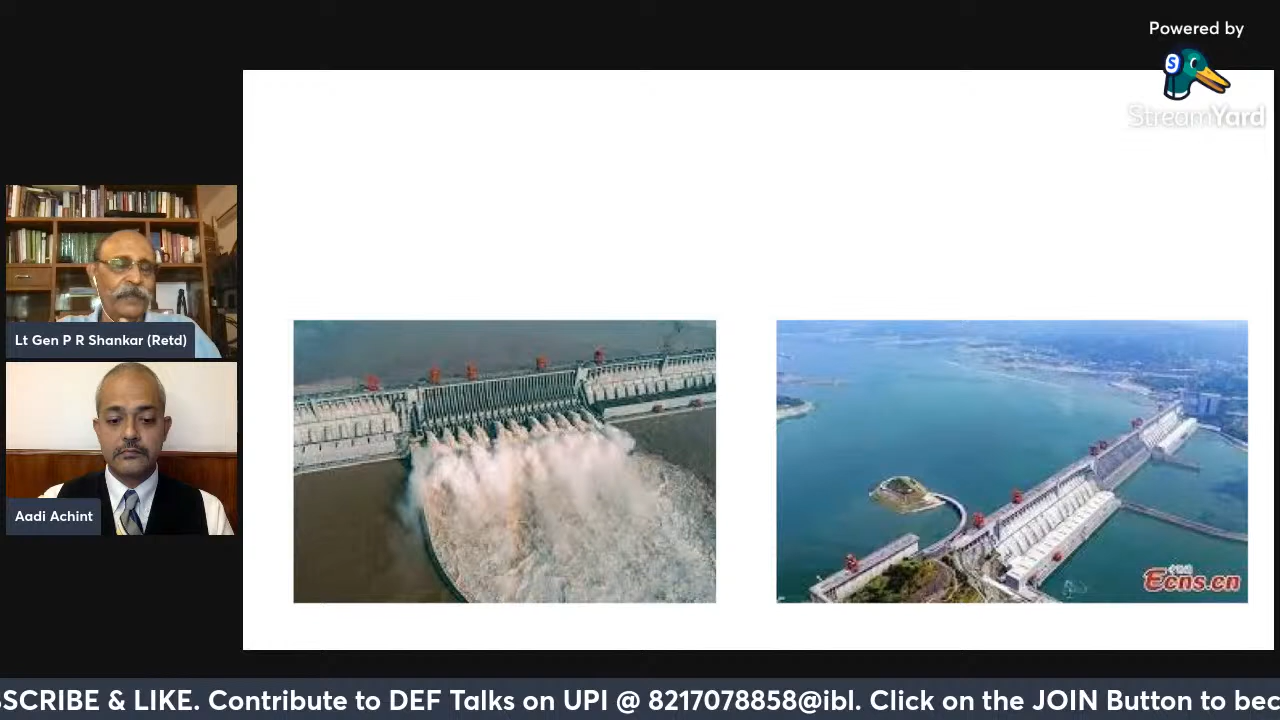 Powered by
S
StreamYard
Lt Gen P R Shankar (Retd)
Aadi Achint
Ecns.cn
SCRIBE & LIKE. Contribute to DEF Talks on UPI @ 8217078858@ibl. Click on the JOIN Button to bec